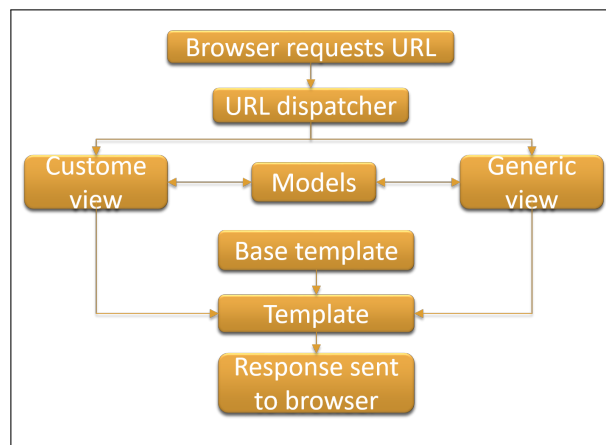 Browser requests URL
URL dispatcher
Custome
view
Models
Generic
view
Base template
Template
Response sent
to browser